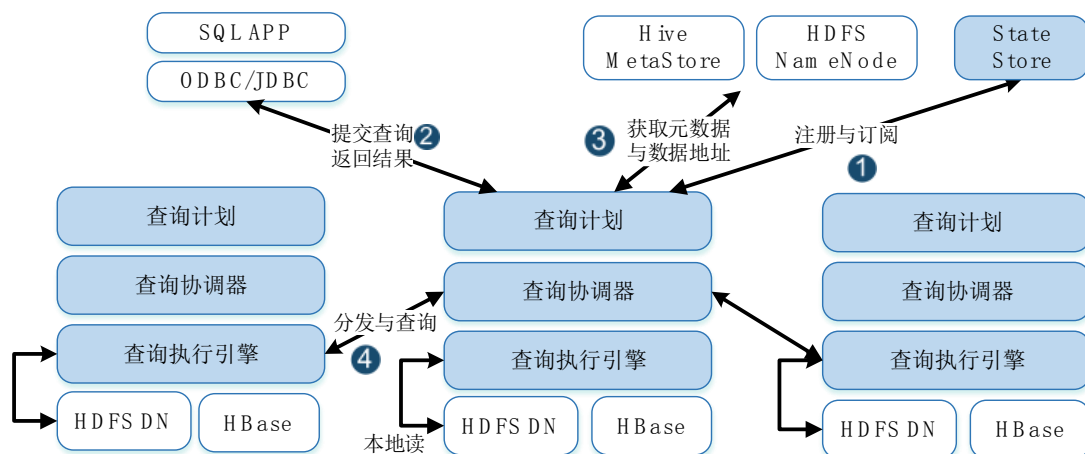 SQL APP
ODBC/JDBC
Hive
MetaStore
HDFS
NameNode
State
Store
提交查询
2
返回结果
3
获取元数据
与数据地址
注册与订阅
1
查询计划
查询计划
查询计划
查询协调器
查询协调器
查询协调器
分发与查询
4
查询执行引擎
查询执行引擎
查询执行引擎
HDFS DN
HBase
本地读
HDFS DN
HBase
HDFS DN
HBase